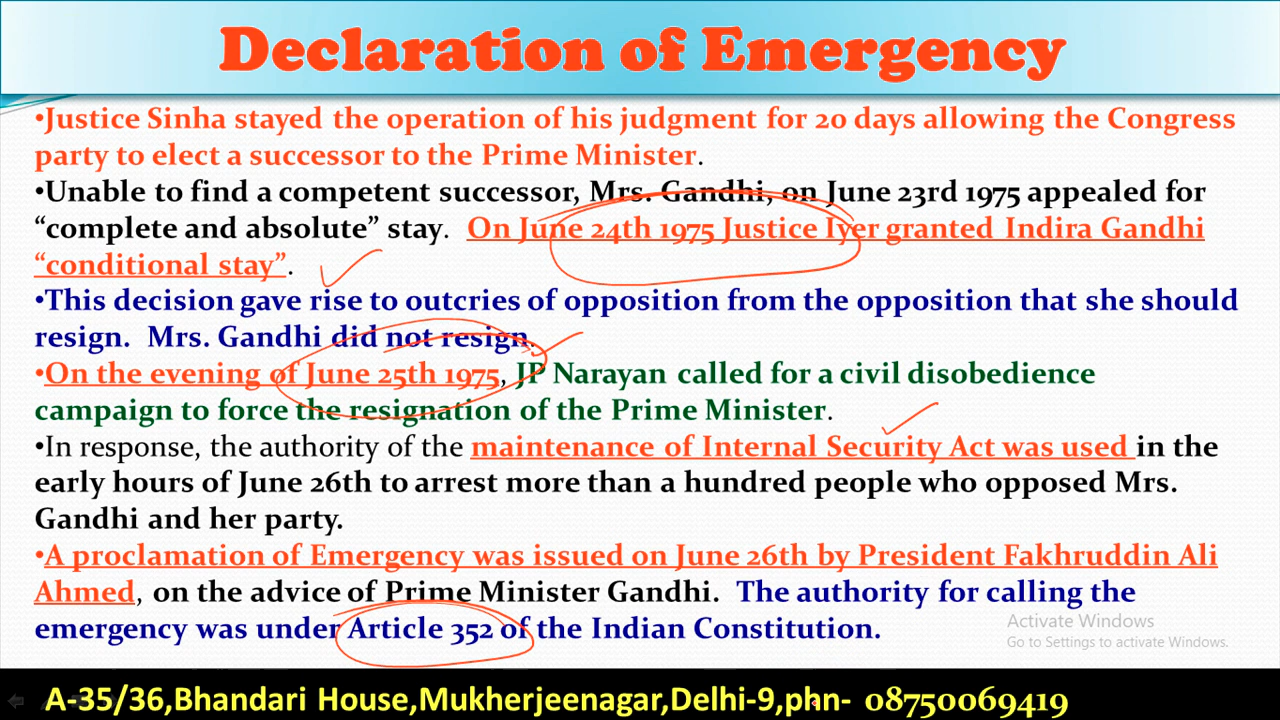 Declaration of Emergency
•Justice Sinha stayed the operation of his judgment for 20 days allowing the Congress
party to elect a successor to the Prime Minister.
•Unable to find a competent successor, Mrs. Gandhi, on June 23rd 1975 appealed for
“complete and absolute” stay. On June 24th 1975 Justice Iyer granted Indira Gandhi
“conditional stay”.
•This decision gave rise to outcries of opposition from the opposition that she should
resign. Mrs. Gandhi did not resign.
•On the evening of June 25th 1975, JP Narayan called for a civil disobedience
campaign to force the resignation of the Prime Minister.
•In response, the authority of the maintenance of Internal Security Act was used in the
early hours of June 26th to arrest more than a hundred people who opposed Mrs.
Gandhi and her party.
•A proclamation of Emergency was issued on June 26th by President Fakhruddin Ali
Ahmed, on the advice of Prime Minister Gandhi. The authority for calling the
emergency was under Article 352 of the Indian Constitution.
Activate Windows
Go to Settings to activate Windows.
A-35/36,Bhandari House,Mukherjeenagar,Delhi-9,phn- 08750069419